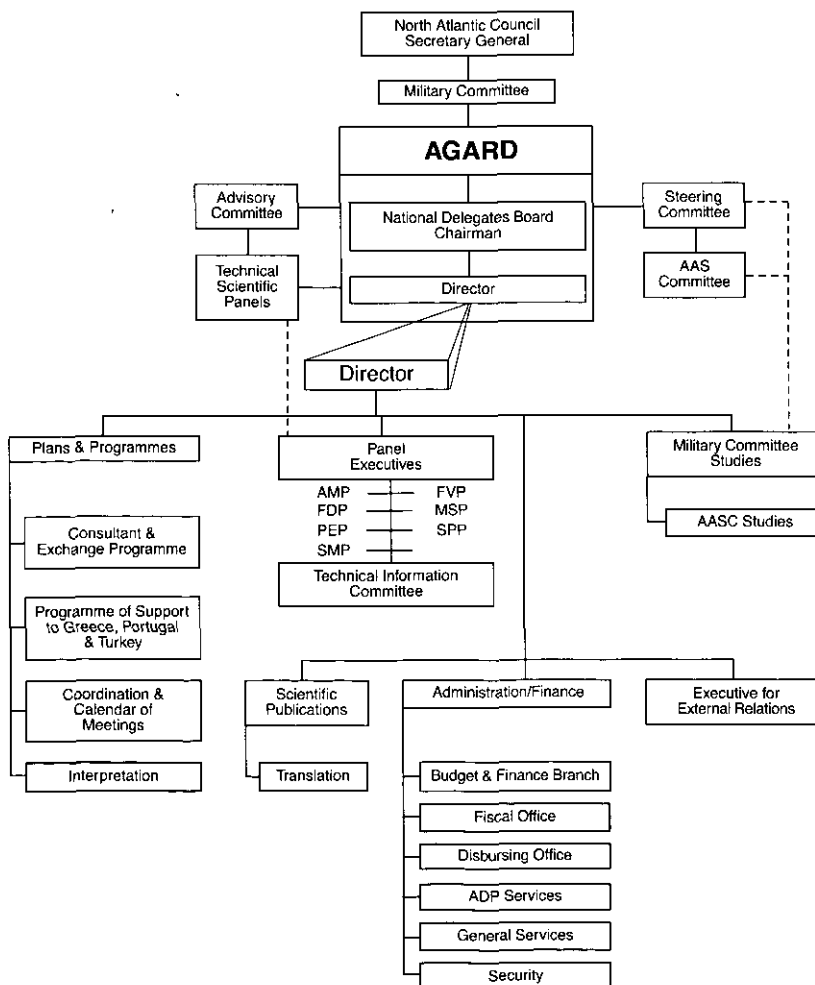 North Atlantic Council
Secretary General
Military Committee
AGARD
Advisory
Committee
National Delegates Board
Chairman
Steering
Committee
Technical
Scientific
Panels
Director
AAS
Committee
Director
Plans & Programmes
Panel
Executives
Military Committee
Studies
AMP FVP
FDP MSP
PEP SPP
SMP
AASC Studies
Consultant &
Exchange Programme
Technical Information
Committee
Programme of Support
to Greece, Portugal
& Turkey
Coordination &
Calendar of
Meetings
Interpretation
Scientific
Publications
Translation
Administration/Finance
Budget & Finance Branch
Fiscal Office
Disbursing Office
ADP Services
General Services
Security
Executive for
External Relations